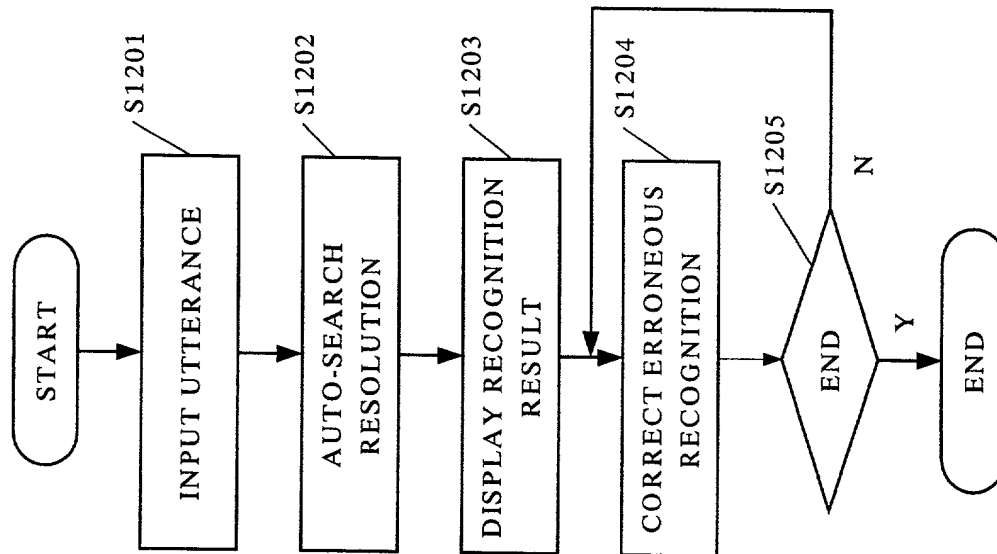 START
INPUT UTTERANCE
S1201
AUTO-SEARCH
RESOLUTION
S1202
DISPLAY RECOGNITION
RESULT
S1203
CORRECT ERRONEOUS
RECOGNITION
S1204
END
S1205
N
Y
END